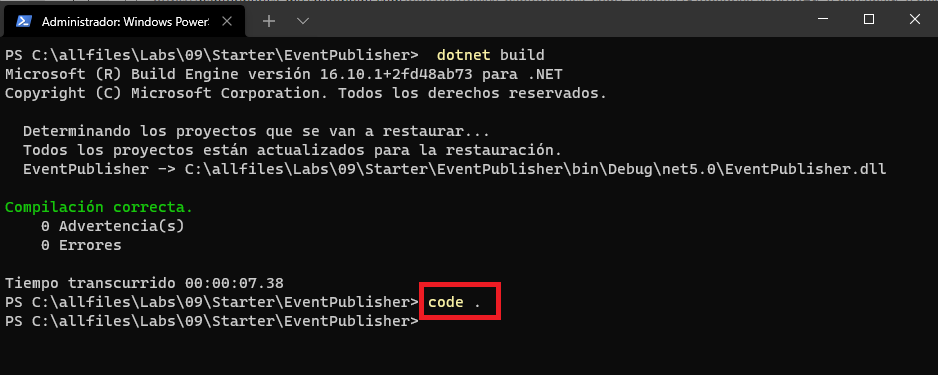 Administrador: Windows PowerS
PS C:\allfiles\Labs\09\Starter\EventPublisher>  dotnet build
Microsoft (R) Build Engine versión 16.10.1+2fd48ab73 para .NET
Copyright (C) Microsoft Corporation. Todos los derechos reservados.
  Determinando los proyectos que se van a restaurar...
  Todos los proyectos están actualizados para la restauración.
  EventPublisher -> C:\allfiles\Labs\09\Starter\EventPublisher\bin\Debug\net5.0\EventPublisher.dll
Compilación correcta.
    0 Advertencia(s)
    0 Errores
Tiempo transcurrido 00:00:07.38
PS C:\allfiles\Labs\09\Starter\EventPublisher> code .
PS C:\allfiles\Labs\09\Starter\EventPublisher>